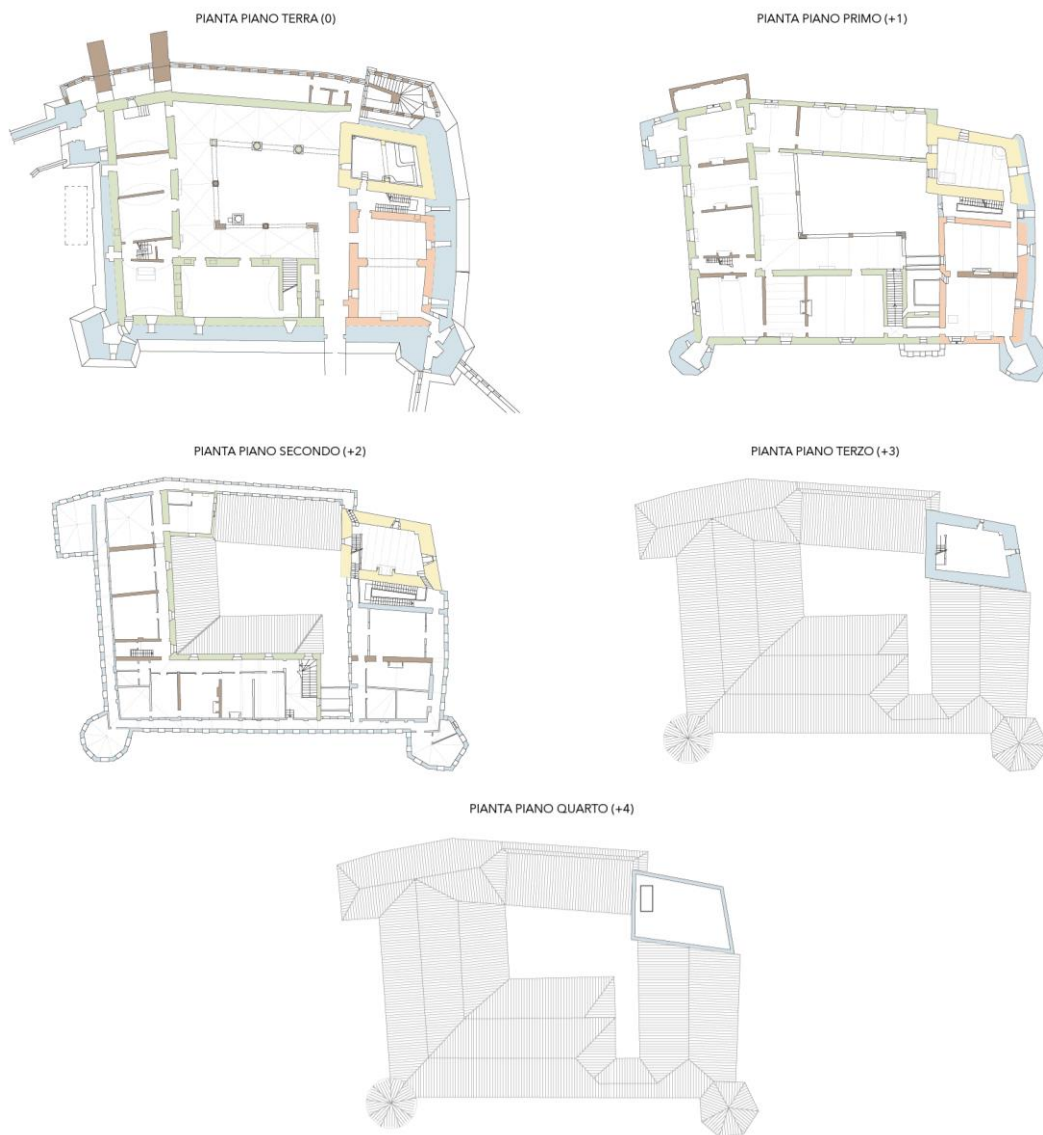 PIANTA PIANO TERRA (0)
PIANTA PIANO PRIMO (+1)
PIANTA PIANO SECONDO (+2)
PIANTA PIANO TERZO (+3)
PIANTA PIANO QUARTO (+4)